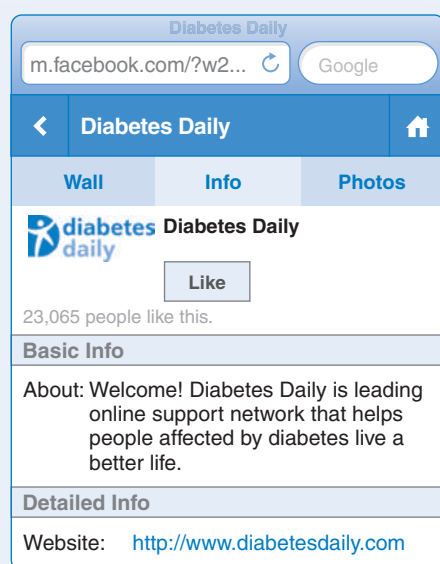 Diabetes Daily
m.facebook.com/?w2... Google
Diabetes Daily
Wall Info Photos
diabetes daily Diabetes Daily
Like
23,065 people like this.
Basic Info
About: Welcome! Diabetes Daily is leading
online support network that helps
people affected by diabetes live a
better life.
Detailed Info
Website: http://www.diabetesdaily.com